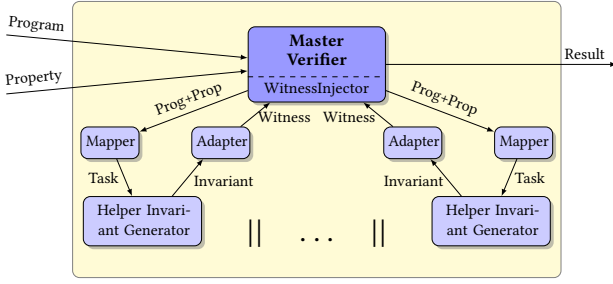 Program
Property
Master
Verifier
WitnessInjector
Result
Prog+Prop
Prog+Prop
Witness
Witness
Mapper
Adapter
Adapter
Mapper
Task
Invariant
Invariant
Task
Helper Invari-
ant Generator
|| ... ||
Helper Invari-
ant Generator